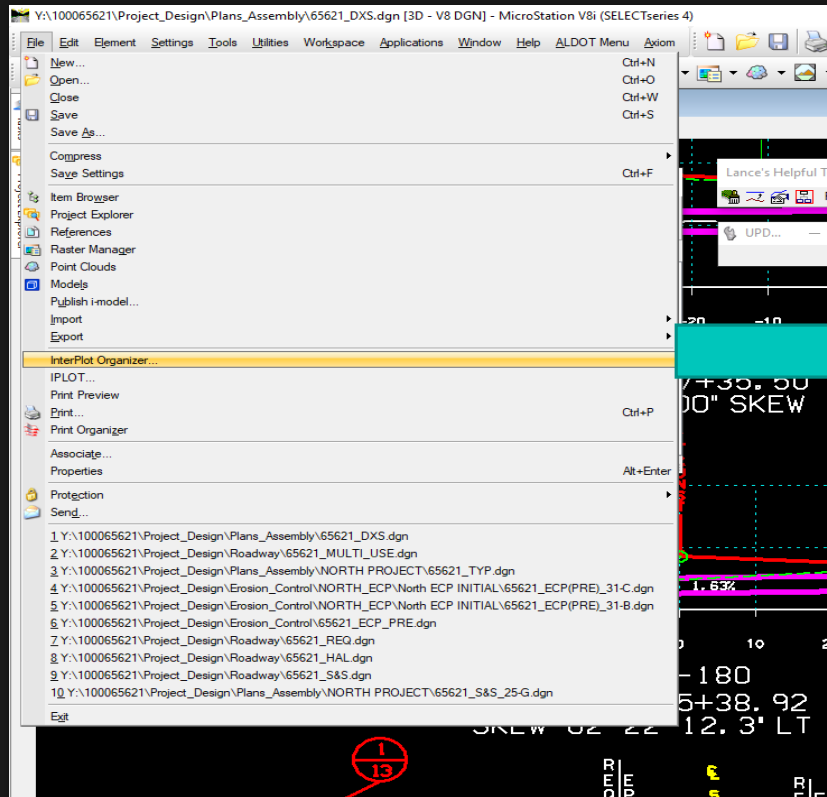 Y:\100065621\Project_Design\Plans_Assembly\65621_DXS.dgn [3D - V8 DGN] - MicroStation V8i (SELECTseries 4)
File Edit Element Settings Tools Utilities Workspace Applications Window Help ALDOT Menu Axiom
New... Ctrl+N
Open... Ctrl+O
Close Ctrl+W
Save Ctrl+S
Save As...
Compress
Save Settings Ctrl+F
Item Browser
Project Explorer
References
Raster Manager
Point Clouds
Models
Publish i-model...
Import
Export
InterPlot Organizer...
IPLOT...
Print Preview
Print... Ctrl+P
Print Organizer
Associate...
Properties Alt+Enter
Protection
Send...
1 Y:\100065621\Project_Design\Plans_Assembly\65621_DXS.dgn
2 Y:\100065621\Project_Design\Roadway\65621_MULTI_USE.dgn
3 Y:\100065621\Project_Design\Plans_Assembly\NORTH PROJECT\65621_TYP.dgn
4 Y:\100065621\Project_Design\Erosion_Control\NORTH_ECP\North ECP INITIAL\65621_ECP(PRE)_31-C.dgn
5 Y:\100065621\Project_Design\Erosion_Control\NORTH_ECP\North ECP INITIAL\65621_ECP(PRE)_31-B.dgn
6 Y:\100065621\Project_Design\Erosion_Control\65621_ECP_PRE.dgn
7 Y:\100065621\Project_Design\Roadway\65621_REQ.dgn
8 Y:\100065621\Project_Design\Roadway\65621_HAL.dgn
9 Y:\100065621\Project_Design\Roadway\65621_S&S.dgn
10 Y:\100065621\Project_Design\Plans_Assembly\NORTH PROJECT\65621_S&S_25-G.dgn
Exit
Lance's Helpful T
UPD...
-20 -10
7+35.50
00" SKEW
1.63%
10 2
-180
5+38.92
SKEW 62 22 12.3" LT
1
13